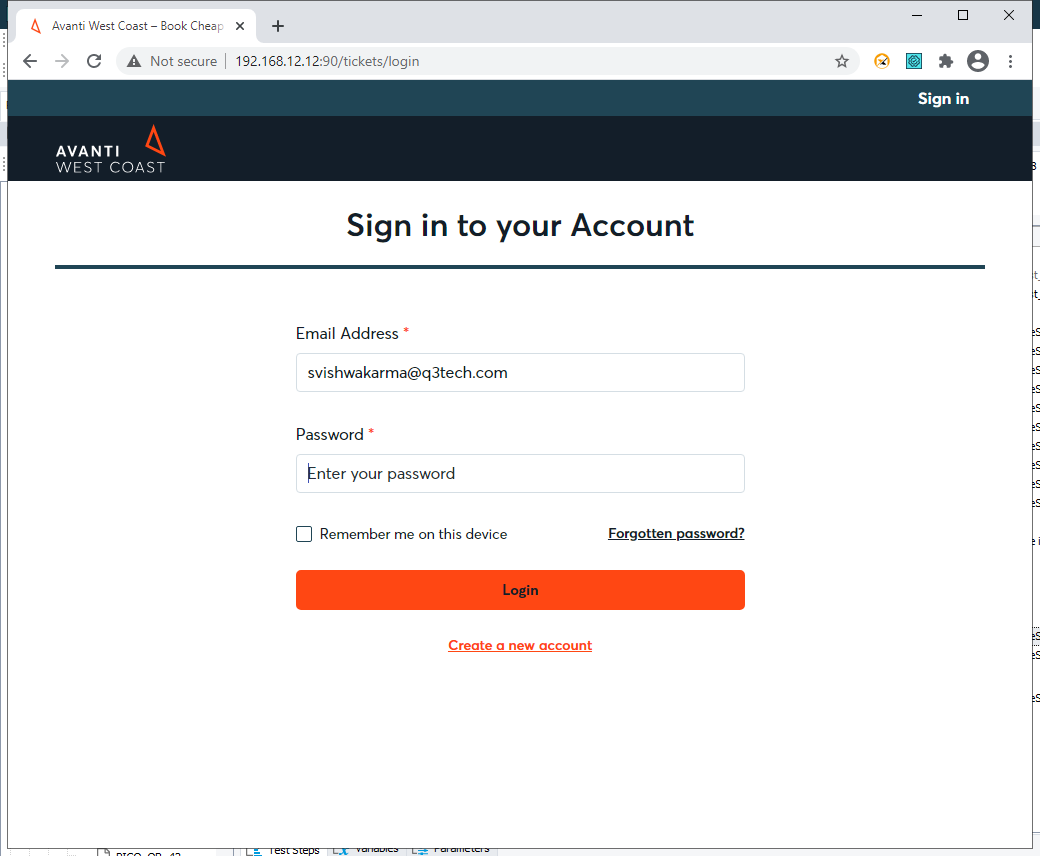 Avanti West Coast – Book Cheap
Not secure
192.168.12.12:90/tickets/login
Sign in
AVANTI
WEST COAST
Sign in to your Account
Email Address *
svishwakarma@q3tech.com
Password *
Enter your password
Remember me on this device
Forgotten password?
Login
Create a new account
Test Steps
Variables
Parameters